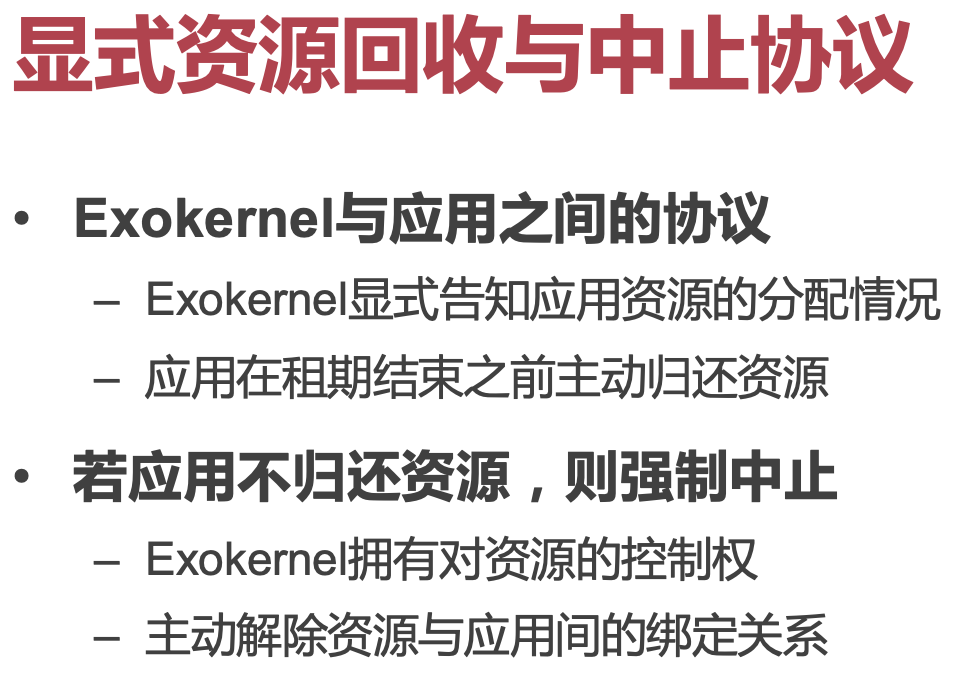 显式资源回收与中止协议
• Exokernel与应用之间的协议
– Exokernel显式告知应用资源的分配情况
– 应用在租期结束之前主动归还资源
• 若应用不归还资源，则强制中止
– Exokernel拥有对资源的控制权
– 主动解除资源与应用间的绑定关系